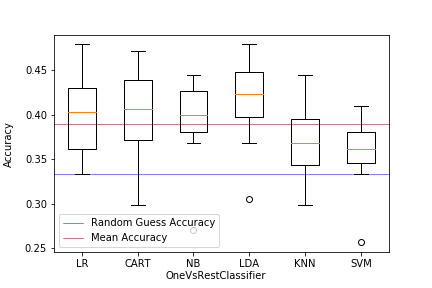 0.45
0.40
0.35
0.30
0.25
Accuracy
Random Guess Accuracy
Mean Accuracy
LR CART NB LDA KNN SVM
OneVsRestClassifier